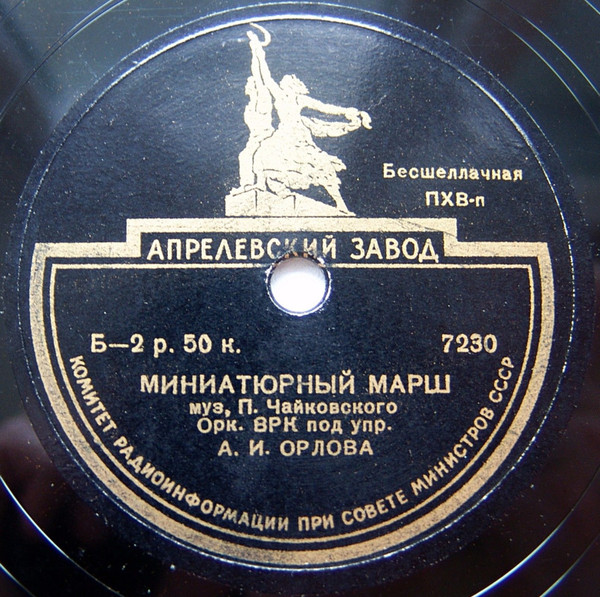 Бесшеллачная
ПХВ-п
АПРЕЛЕВСКИЙ ЗАВОД
Б—2 р. 50 к.
7230
МИНИАТЮРНЫЙ МАРШ
муз, П. Чайковского
Орк. ВРК под упр.
А. И. ОРЛОВА
КОМИТЕТ РАДИОИНФОРМАЦИИ ПРИ СОВЕТЕ МИНИСТРОВ СССР